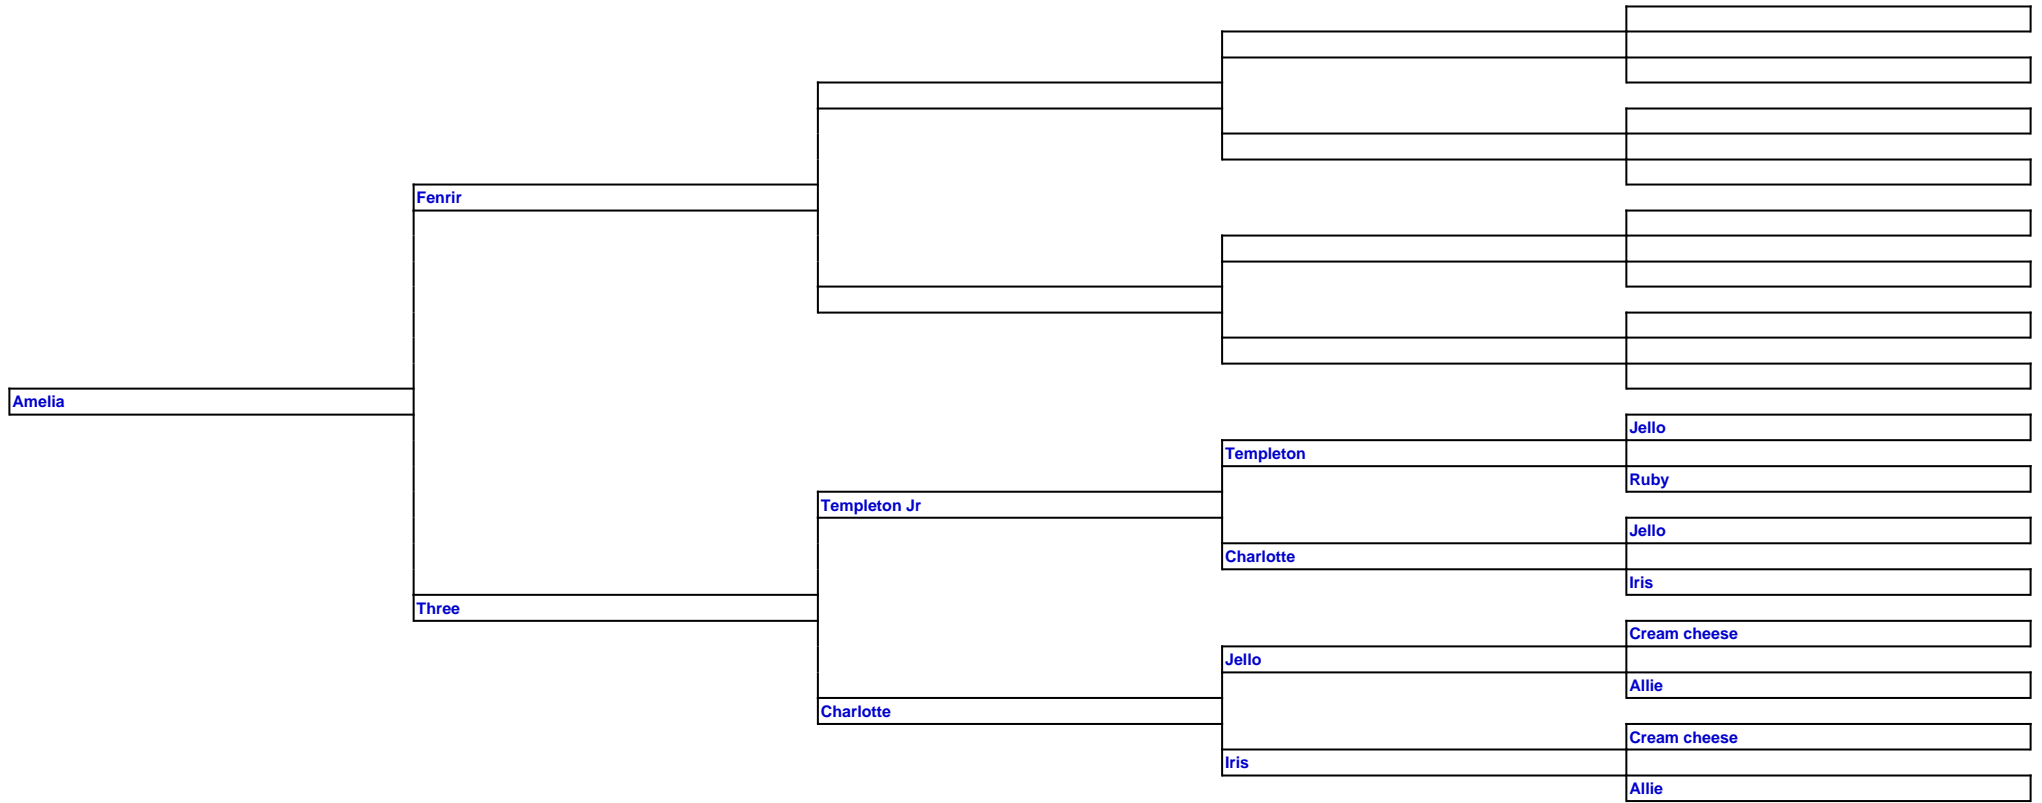 Fenrir
Amelia
Jello
Templeton
Ruby
Templeton Jr
Jello
Charlotte
Iris
Three
Cream cheese
Jello
Allie
Charlotte
Cream cheese
Iris
Allie